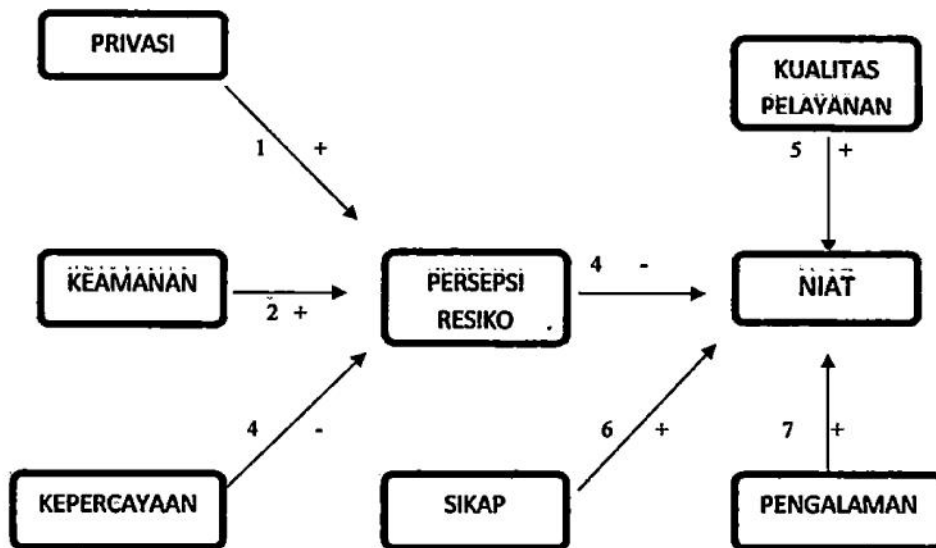 PRIVASI
KUALITAS
PELAYANAN
1 +
5 +
KEAMANAN
2 +
PERSEPSI
RESIKO
4 -
NIAT
4 -
6 +
7 +
KEPERCAYAAN
SIKAP
PENGALAMAN